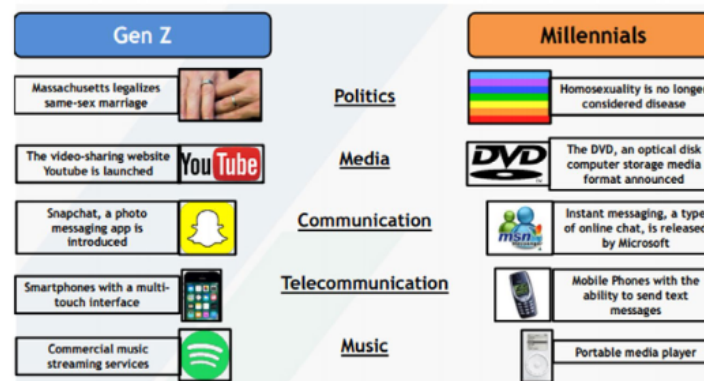 Gen Z
Millennials
Massachusetts legalizes
same-sex marriage
Politics
Homosexuality is no longer
considered disease
The video-sharing website
Youtube is launched
YouTube
Media
DVD
The DVD, an optical disk
computer storage media
format announced
Snapchat, a photo
messaging app is
introduced
Communication
msn
Instant messaging, a type
of online chat, is released
by Microsoft
Smartphones with a multi-
touch interface
Telecommunication
Mobile Phones with the
ability to send text
messages
Commercial music
streaming services
Music
Portable media player